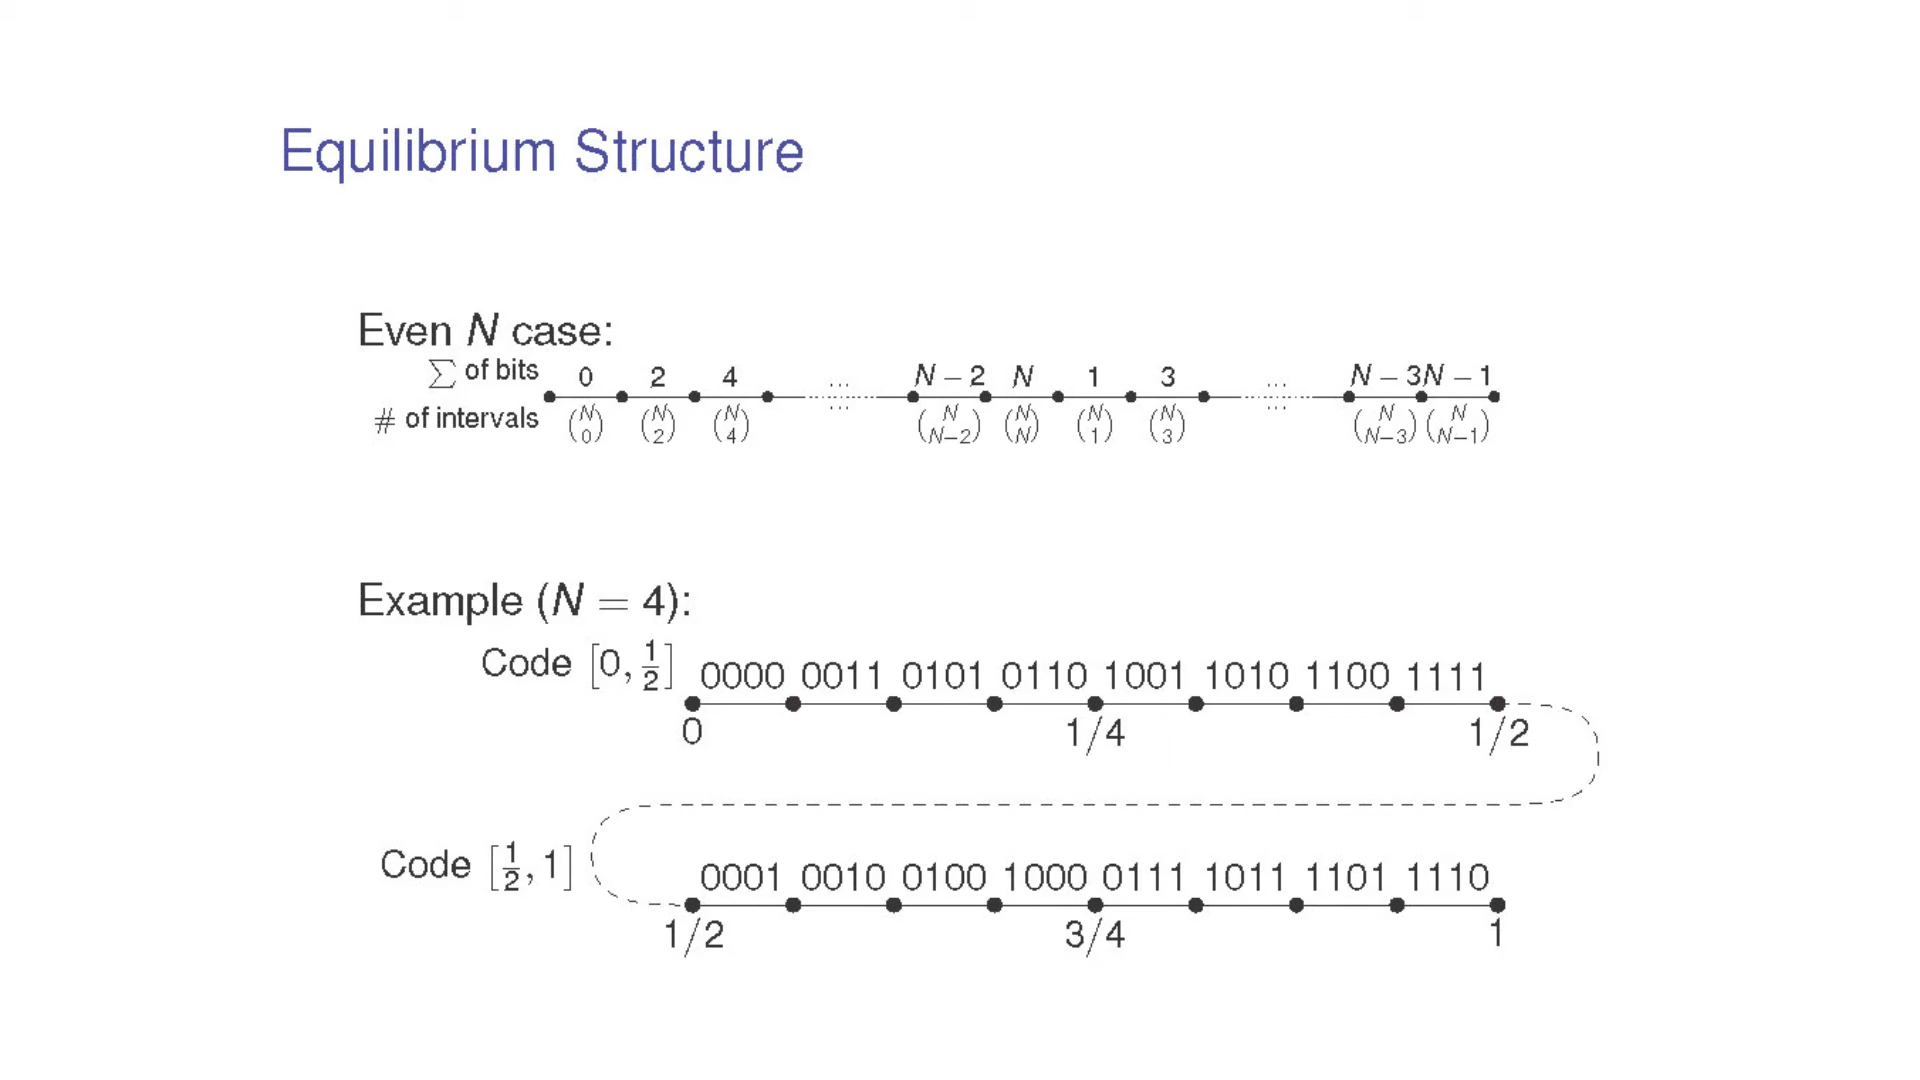 Equilibrium Structure
Even N case:
∑ of bits 0 2 4 ... N − 2 N 1 3 ... N − 3 N − 1
# of intervals (N 0) (N 2) (N 4) ... (N N−2) (N N) (N 1) (N 3) ... (N N−3) (N N−1)
Example (N = 4):
Code [0, 1/2] 0000 0011 0101 0110 1001 1010 1100 1111
0 1/4 1/2
Code [1/2, 1] 0001 0010 0100 1000 0111 1011 1101 1110
1/2 3/4 1